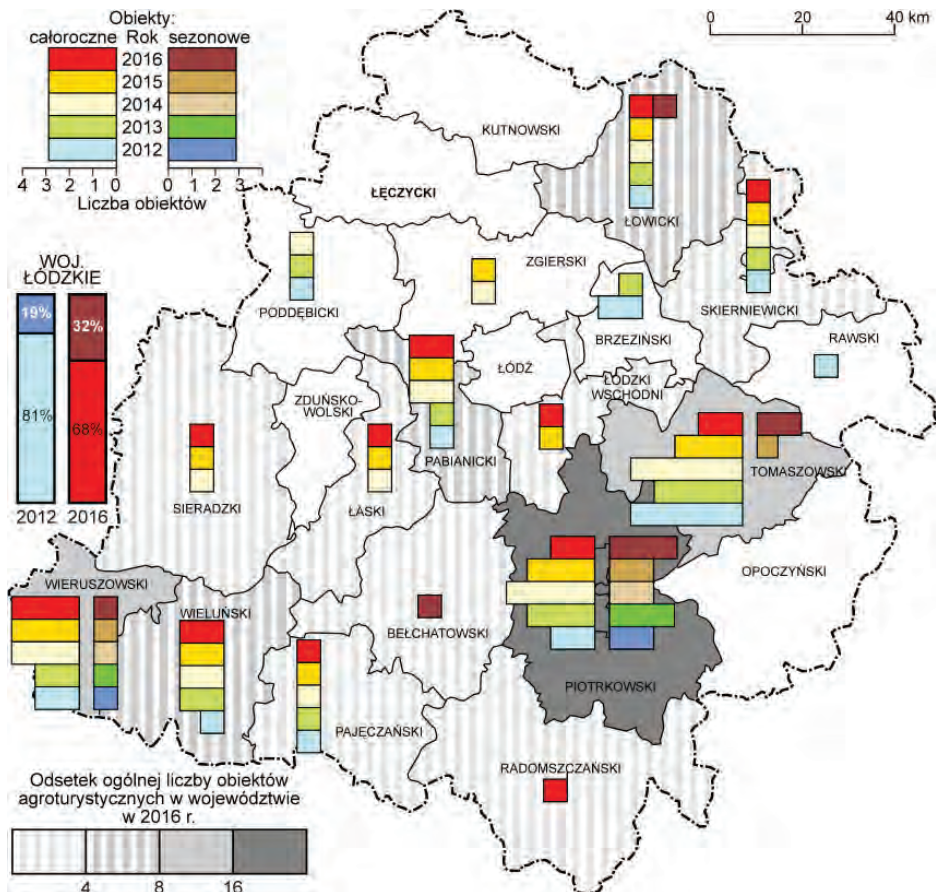 Obiekty:
całoroczne Rok sezonowe
2016
2015
2014
2013
2012
4 3 2 1 0 0 1 2 3
Liczba obiektów
0 20 40 km
KUTNOWSKI
ŁĘCZYCKI
ŁOWICKI
ZGIERSKI
PODDĘBICKI
SKIERNIEWICKI
BRZEZIŃSKI
RAWSKI
ŁÓDŹ
ŁÓDZKI
WSCHODNI
ZDUŃSKO-
WOLSKI
PABIANICKI
TOMASZOWSKI
SIERADZKI
ŁASKI
OPOCZYŃSKI
WIERUSZOWSKI
WIELUŃSKI
BEŁCHATOWSKI
PIOTRKOWSKI
PAJĘCZAŃSKI
RADOMSZCZAŃSKI
WOJ.
ŁÓDZKIE
19%
32%
81%
68%
2012 2016
Odsetek ogólnej liczby obiektów
agroturystycznych w województwie
w 2016 r.
4 8 16